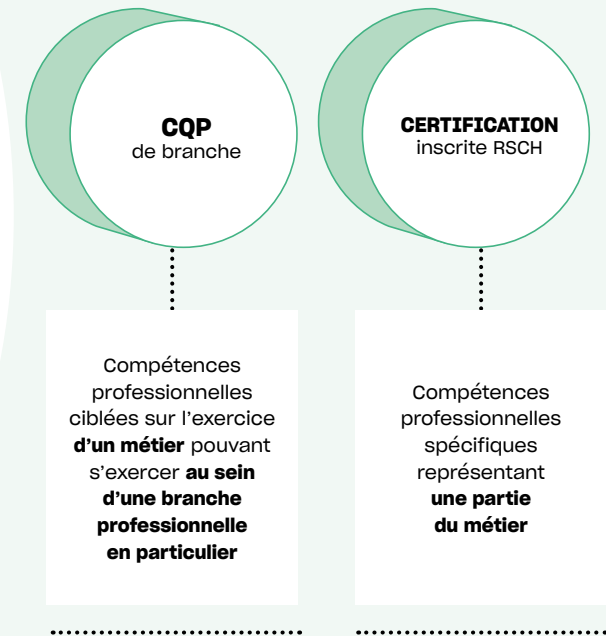 CQP
de branche
CERTIFICATION
inscrite RSCH
Compétences
professionnelles
ciblées sur l’exercice
d’un métier pouvant
s’exercer au sein
d’une branche
professionnelle
en particulier
Compétences
professionnelles
spécifiques
représentant
une partie
du métier